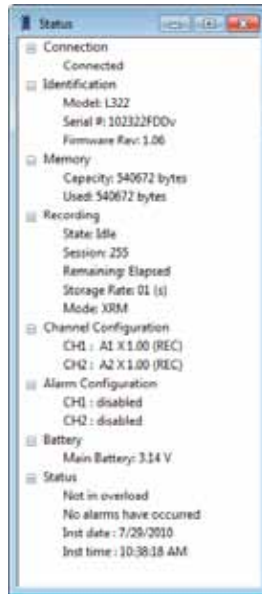 Status
Connection
Connected
Identification
Model: L322
Serial #: 102322FDDv
Firmware Rev: 1.06
Memory
Capacity: 540672 bytes
Used: 540672 bytes
Recording
State: Idle
Session: 255
Remaining: Elapsed
Storage Rate: 01 (s)
Mode: XRM
Channel Configuration
CH1 : A1 X 1.00 (REC)
CH2 : A2 X 1.00 (REC)
Alarm Configuration
CH1 : disabled
CH2 : disabled
Battery
Main Battery: 3.14 V
Status
Not in overload
No alarms have occurred
Inst date : 7/29/2010
Inst time : 10:38:18 AM